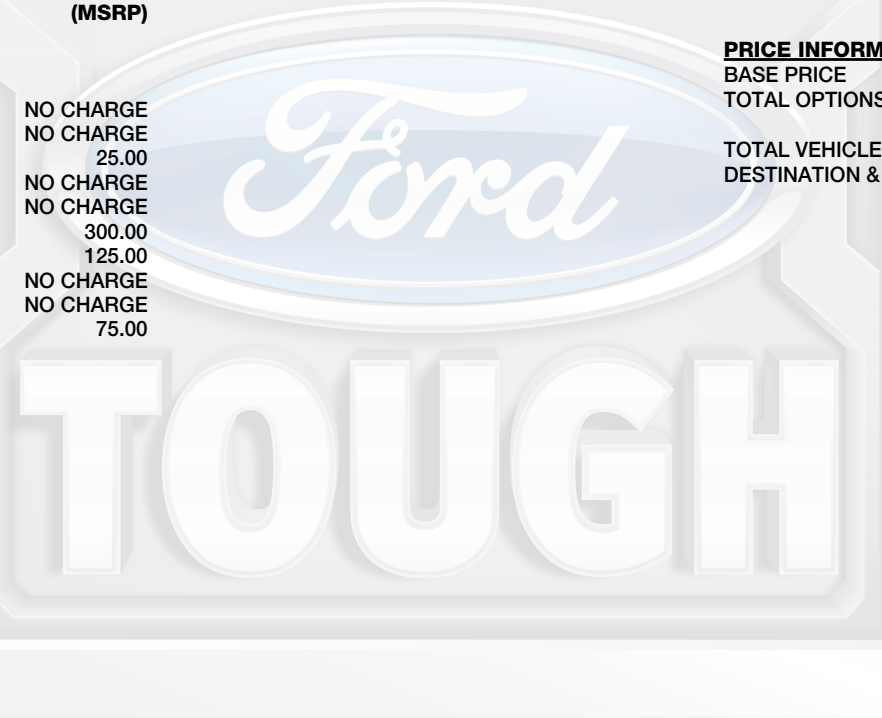 (MSRP)
NO CHARGE
NO CHARGE
25.00
NO CHARGE
NO CHARGE
300.00
125.00
NO CHARGE
NO CHARGE
75.00
PRICE INFORM
BASE PRICE
TOTAL OPTIONS
TOTAL VEHICLE
DESTINATION &
Ford
TOUGH